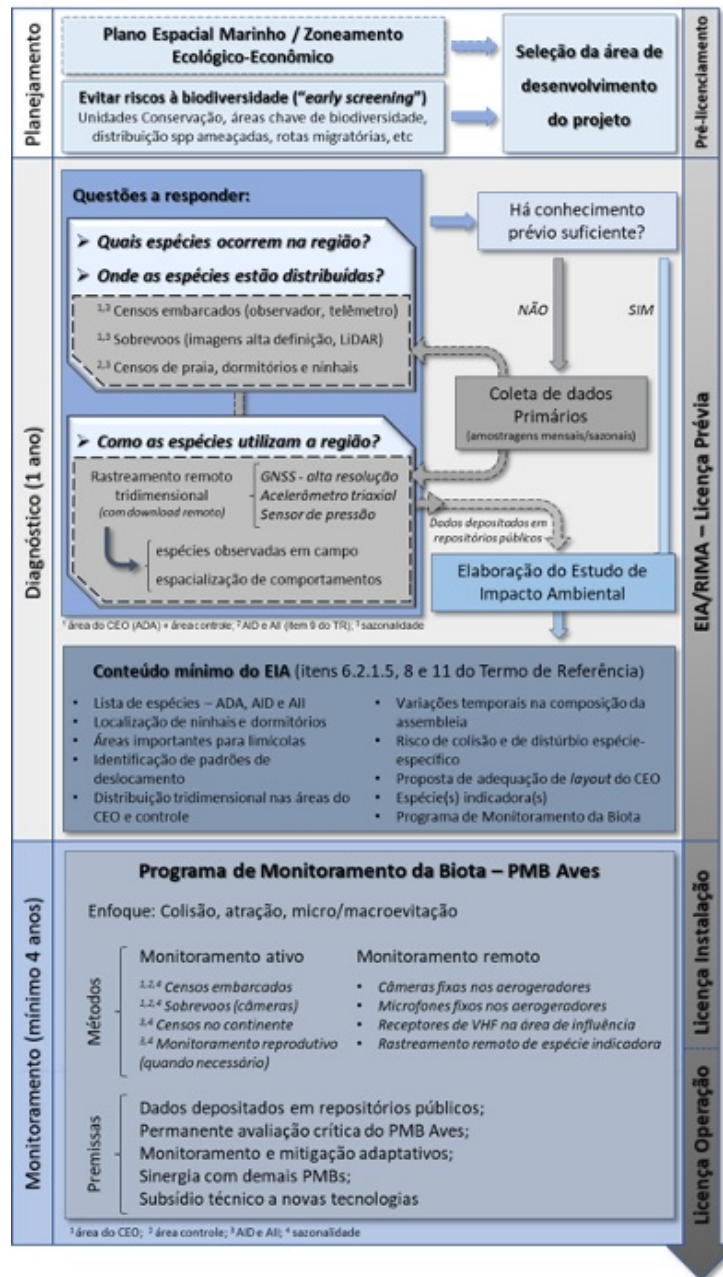 Planejamento
Plano Espacial Marinho / Zoneamento
Ecológico-Econômico
Evitar riscos à biodiversidade ("early screening")
Unidades Conservação, áreas chave de biodiversidade,
distribuição spp ameaçadas, rotas migratórias, etc
Seleção da área de
desenvolvimento
do projeto
Pré-licenciamento
Diagnóstico (1 ano)
Questões a responder:
➤ Quais espécies ocorrem na região?
➤ Onde as espécies estão distribuídas?
1,3 Censos embarcados (observador, telêmetro)
1,3 Sobrevoos (imagens alta definição, LiDAR)
2,3 Censos de praia, dormitórios e ninhais
➤ Como as espécies utilizam a região?
Rastreamento remoto
tridimensional
(com download remoto)
GNSS - alta resolução
Acelerômetro triaxial
Sensor de pressão
espécies observadas em campo
espacialização de comportamentos
Há conhecimento
prévio suficiente?
NÃO
SIM
Coleta de dados
Primários
(amostragens mensais/sazonais)
Dados depositados em
repositórios públicos
Elaboração do Estudo de
Impacto Ambiental
1 área do CEO (ADA) + área controle; 2 AID e AII (item 9 do TR); 3 sazonalidade
EIA/RIMA – Licença Prévia
Conteúdo mínimo do EIA (itens 6.2.1.5, 8 e 11 do Termo de Referência)
• Lista de espécies – ADA, AID e AII
• Localização de ninhais e dormitórios
• Áreas importantes para limícolas
• Identificação de padrões de
deslocamento
• Distribuição tridimensional nas áreas do
CEO e controle
• Variações temporais na composição da
assembleia
• Risco de colisão e de distúrbio espécie-
específico
• Proposta de adequação de layout do CEO
• Espécie(s) indicadora(s)
• Programa de Monitoramento da Biota
Monitoramento (mínimo 4 anos)
Programa de Monitoramento da Biota – PMB Aves
Enfoque: Colisão, atração, micro/macroevitação
Métodos
Monitoramento ativo
1,2,4 Censos embarcados
1,2,4 Sobrevoos (câmeras)
3,4 Censos no continente
3,4 Monitoramento reprodutivo
(quando necessário)
Monitoramento remoto
• Câmeras fixas nos aerogeradores
• Microfones fixos nos aerogeradores
• Receptores de VHF na área de influência
• Rastreamento remoto de espécie indicadora
Premissas
Dados depositados em repositórios públicos;
Permanente avaliação crítica do PMB Aves;
Monitoramento e mitigação adaptativos;
Sinergia com demais PMBs;
Subsídio técnico a novas tecnologias
1 área do CEO; 2 área controle; 3 AID e AII; 4 sazonalidade
Licença Instalação
Licença Operação